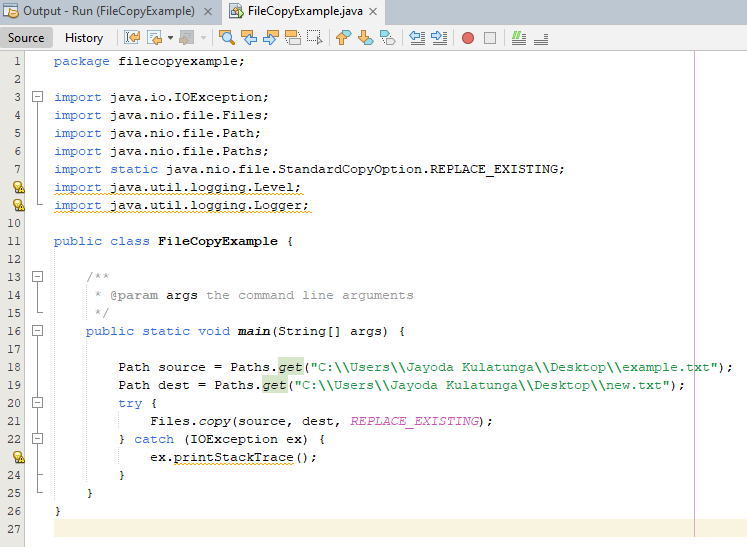 Output - Run (FileCopyExample) × FileCopyExample.java ×
Source History
1 package filecopyexample;
2
3 import java.io.IOException;
4 import java.nio.file.Files;
5 import java.nio.file.Path;
6 import java.nio.file.Paths;
7 import static java.nio.file.StandardCopyOption.REPLACE_EXISTING;
import java.util.logging.Level;
import java.util.logging.Logger;
10
11 public class FileCopyExample {
12
13 /**
14 * @param args the command line arguments
15 */
16 public static void main(String[] args) {
17
18 Path source = Paths.get("C:\\Users\\Jayoda Kulatunga\\Desktop\\example.txt");
19 Path dest = Paths.get("C:\\Users\\Jayoda Kulatunga\\Desktop\\new.txt");
20 try {
21 Files.copy(source, dest, REPLACE_EXISTING);
22 } catch (IOException ex) {
ex.printStackTrace();
24 }
25 }
26 }
27